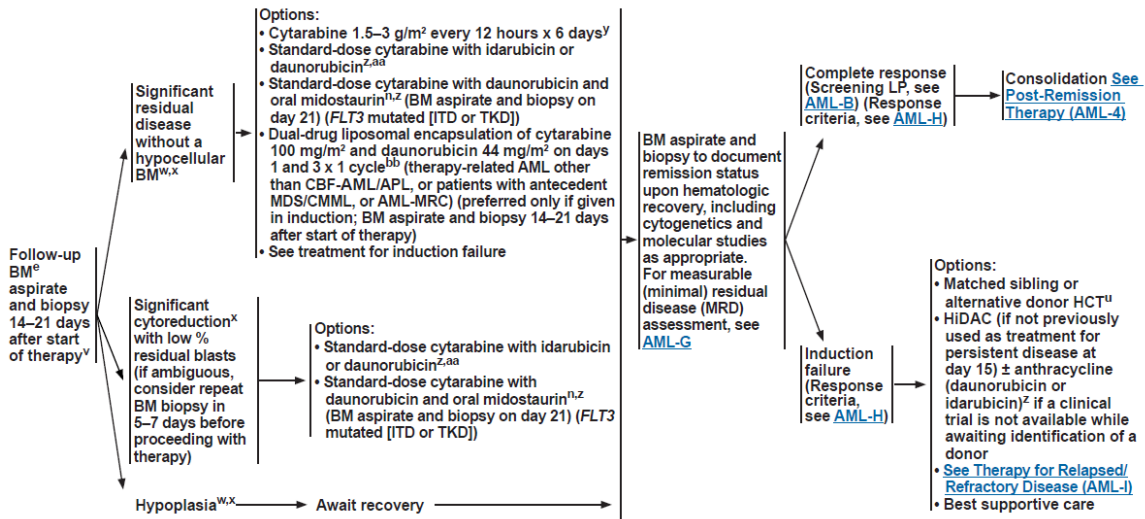 Follow-up
BMᵉ
aspirate
and biopsy
14–21 days
after start
of therapyᵛ
Significant
residual
disease
without a
hypocellular
BMʷ,ˣ
Options:
• Cytarabine 1.5–3 g/m² every 12 hours x 6 daysʸ
• Standard-dose cytarabine with idarubicin or
daunorubicinᶻ,ᵃᵃ
• Standard-dose cytarabine with daunorubicin and
oral midostaurinⁿ,ᶻ (BM aspirate and biopsy on
day 21) (FLT3 mutated [ITD or TKD])
• Dual-drug liposomal encapsulation of cytarabine
100 mg/m² and daunorubicin 44 mg/m² on days
1 and 3 x 1 cycleᵇᵇ (therapy-related AML other
than CBF-AML/APL, or patients with antecedent
MDS/CMML, or AML-MRC) (preferred only if given
in induction; BM aspirate and biopsy 14–21 days
after start of therapy)
• See treatment for induction failure
Significant
cytoreductionˣ
with low %
residual blasts
(if ambiguous,
consider repeat
BM biopsy in
5–7 days before
proceeding with
therapy)
Options:
• Standard-dose cytarabine with idarubicin
or daunorubicinᶻ,ᵃᵃ
• Standard-dose cytarabine with
daunorubicin and oral midostaurinⁿ,ᶻ
(BM aspirate and biopsy on day 21) (FLT3
mutated [ITD or TKD])
Hypoplasiaʷ,ˣ
Await recovery
BM aspirate and
biopsy to document
remission status
upon hematologic
recovery, including
cytogenetics and
molecular studies
as appropriate.
For measurable
(minimal) residual
disease (MRD)
assessment, see
AML-G
Complete response
(Screening LP, see
AML-B) (Response
criteria, see AML-H)
Consolidation See
Post-Remission
Therapy (AML-4)
Induction
failure
(Response
criteria,
see AML-H)
Options:
• Matched sibling or
alternative donor HCTᵘ
• HiDAC (if not previously
used as treatment for
persistent disease at
day 15) ± anthracycline
(daunorubicin or
idarubicin)ᶻ if a clinical
trial is not available while
awaiting identification of a
donor
• See Therapy for Relapsed/
Refractory Disease (AML-I)
• Best supportive care